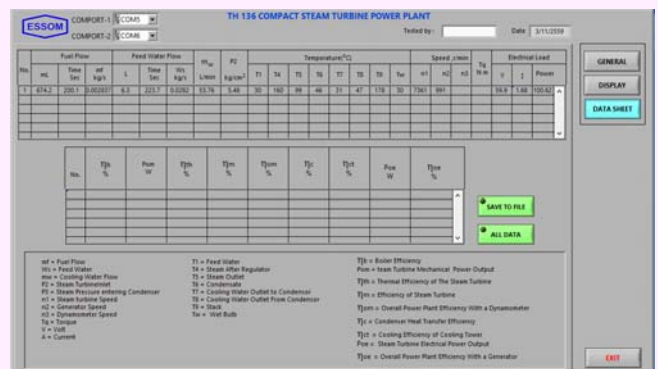 ESSOM
COMPORT-1 COM5
COMPORT-2 COM6
TH 136 COMPACT STEAM TURBINE POWER PLANT
Tested by :
Date 3/11/2559
GENERAL
DISPLAY
DATA SHEET
No. Fuel Flow Feed Water Flow mw P2 Temperature(°C) Speed ,r/min Tq Electrical Load
mL Time Sec mf kg/s L Time Sec Ws kg/s L/min kg/cm² T1 T4 T5 T6 T7 T8 T9 Tw n1 n2 n3 N m V I Power
1 674.2 200.1 0.002037 6.3 223.7 0.0282 53.76 5.48 30 160 99 46 31 47 178 30 7361 991 59.9 1.68 100.62
No. ηb % Pom W ηth % ηm % ηom % ηc % ηct % Poe W ηoe %
SAVE TO FILE
ALL DATA
mf = Fuel Flow
Ws = Feed Water
mw = Cooling Water Flow
P2 = Steam TurbineInlet
P3 = Steam Pressure entering Condenser
n1 = Steam turbine Speed
n2 = Generator Speed
n3 = Dynamometer Speed
Tq = Torque
V = Volt
A = Current
T1 = Feed Water
T4 = Steam After Regulator
T5 = Steam Outlet
T6 = Condensate
T7 = Cooling Water Outlet to Condensor
T8 = Cooling Water Outlet From Condensor
T9 = Stack
Tw = Wet Bulb
ηb = Boiler Efficiency
Pom = team Turbine Mechanical Power Output
ηth = Thermal Efficiency of The Steam Turbine
ηm = Efficiency of Steam Turbine
ηom = Overall Power Plant Efficiency With a Dynamometer
ηc = Condenser Heat Transfer Efficiency
ηct = Cooling Efficiency of Cooling Tower
Poe = Steam Turbine Electrical Power Output
ηoe = Overall Power Plant Efficiency With a Generator
EXIT